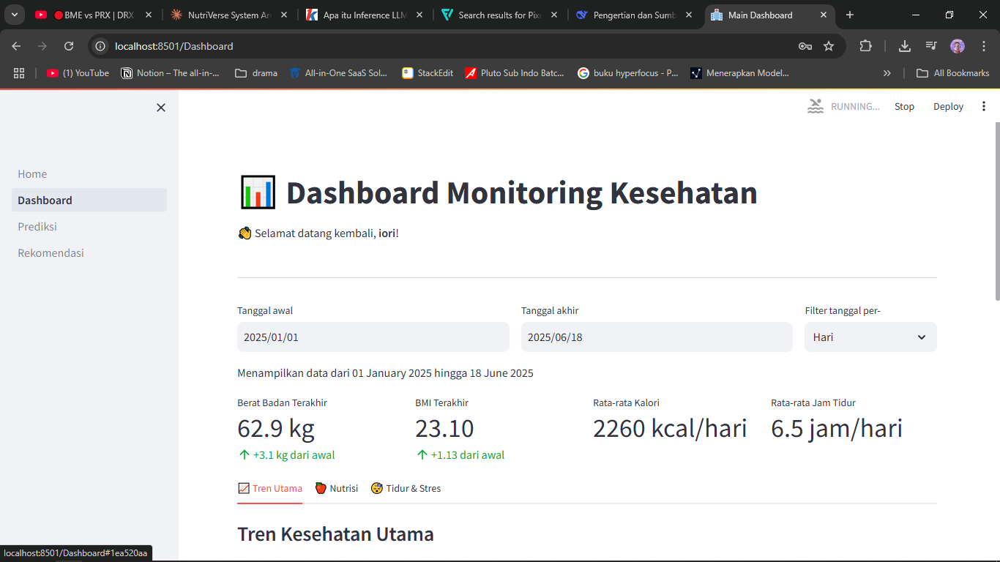 BME vs PRX | DRX
NutriVerse System Ar
Apa itu Inference LLM
Search results for Pixe
Pengertian dan Sumb
Main Dashboard
localhost:8501/Dashboard
(1) YouTube
Notion – The all-in-...
drama
All-in-One SaaS Sol...
StackEdit
Pluto Sub Indo Batc...
buku hyperfocus - P...
Menerapkan Model...
All Bookmarks
RUNNING...
Stop
Deploy
Home
Dashboard
Prediksi
Rekomendasi
Dashboard Monitoring Kesehatan
Selamat datang kembali, iori!
Tanggal awal
2025/01/01
Tanggal akhir
2025/06/18
Filter tanggal per-
Hari
Menampilkan data dari 01 January 2025 hingga 18 June 2025
Berat Badan Terakhir
62.9 kg
+3.1 kg dari awal
BMI Terakhir
23.10
+1.13 dari awal
Rata-rata Kalori
2260 kcal/hari
Rata-rata Jam Tidur
6.5 jam/hari
Tren Utama
Nutrisi
Tidur & Stres
Tren Kesehatan Utama
localhost:8501/Dashboard#1ea520aa